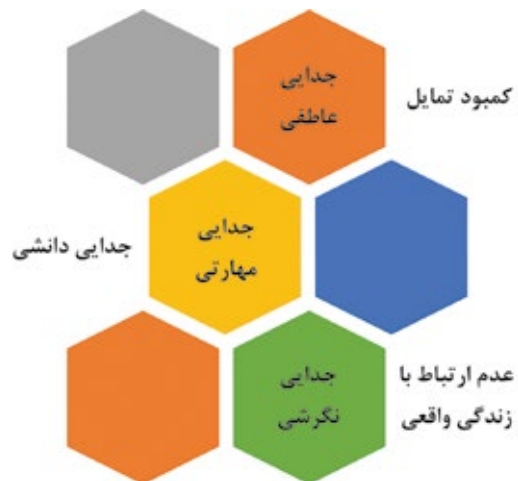 جدایی
عاطفی
کمبود تمایل
جدایی
مهارتی
جدایی دانشی
جدایی
نگرشی
عدم ارتباط با
زندگی واقعی